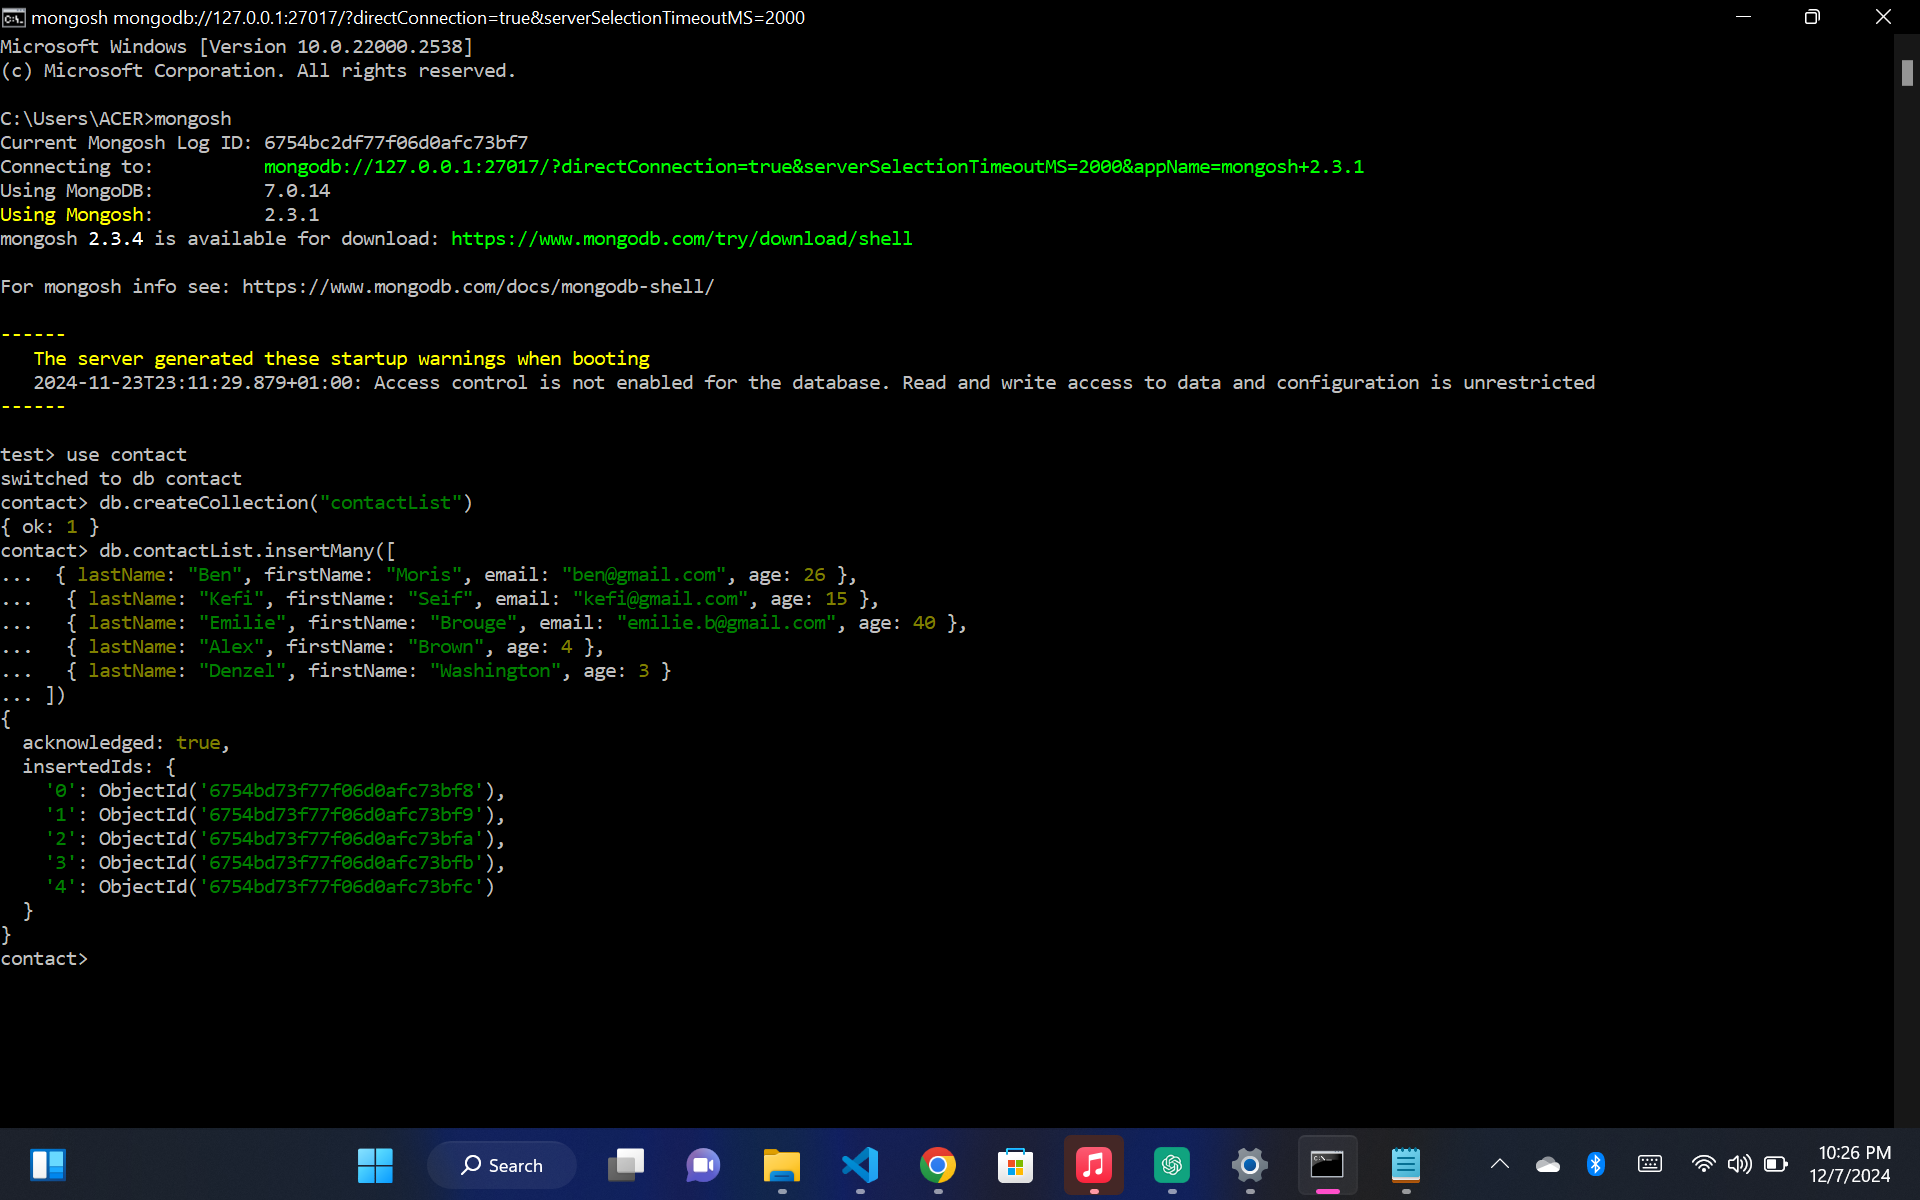 mongosh mongodb://127.0.0.1:27017/?directConnection=true&serverSelectionTimeoutMS=2000
Microsoft Windows [Version 10.0.22000.2538]
(c) Microsoft Corporation. All rights reserved.
C:\Users\ACER>mongosh
Current Mongosh Log ID: 6754bc2df77f06d0afc73bf7
Connecting to:          mongodb://127.0.0.1:27017/?directConnection=true&serverSelectionTimeoutMS=2000&appName=mongosh+2.3.1
Using MongoDB:          7.0.14
Using Mongosh:          2.3.1
mongosh 2.3.4 is available for download: https://www.mongodb.com/try/download/shell
For mongosh info see: https://www.mongodb.com/docs/mongodb-shell/
------
   The server generated these startup warnings when booting
   2024-11-23T23:11:29.879+01:00: Access control is not enabled for the database. Read and write access to data and configuration is unrestricted
------
test> use contact
switched to db contact
contact> db.createCollection("contactList")
{ ok: 1 }
contact> db.contactList.insertMany([
...  { lastName: "Ben", firstName: "Moris", email: "ben@gmail.com", age: 26 },
...   { lastName: "Kefi", firstName: "Seif", email: "kefi@gmail.com", age: 15 },
...   { lastName: "Emilie", firstName: "Brouge", email: "emilie.b@gmail.com", age: 40 },
...   { lastName: "Alex", firstName: "Brown", age: 4 },
...   { lastName: "Denzel", firstName: "Washington", age: 3 }
... ])
{
  acknowledged: true,
  insertedIds: {
    '0': ObjectId('6754bd73f77f06d0afc73bf8'),
    '1': ObjectId('6754bd73f77f06d0afc73bf9'),
    '2': ObjectId('6754bd73f77f06d0afc73bfa'),
    '3': ObjectId('6754bd73f77f06d0afc73bfb'),
    '4': ObjectId('6754bd73f77f06d0afc73bfc')
  }
}
contact>
Search
10:26 PM
12/7/2024